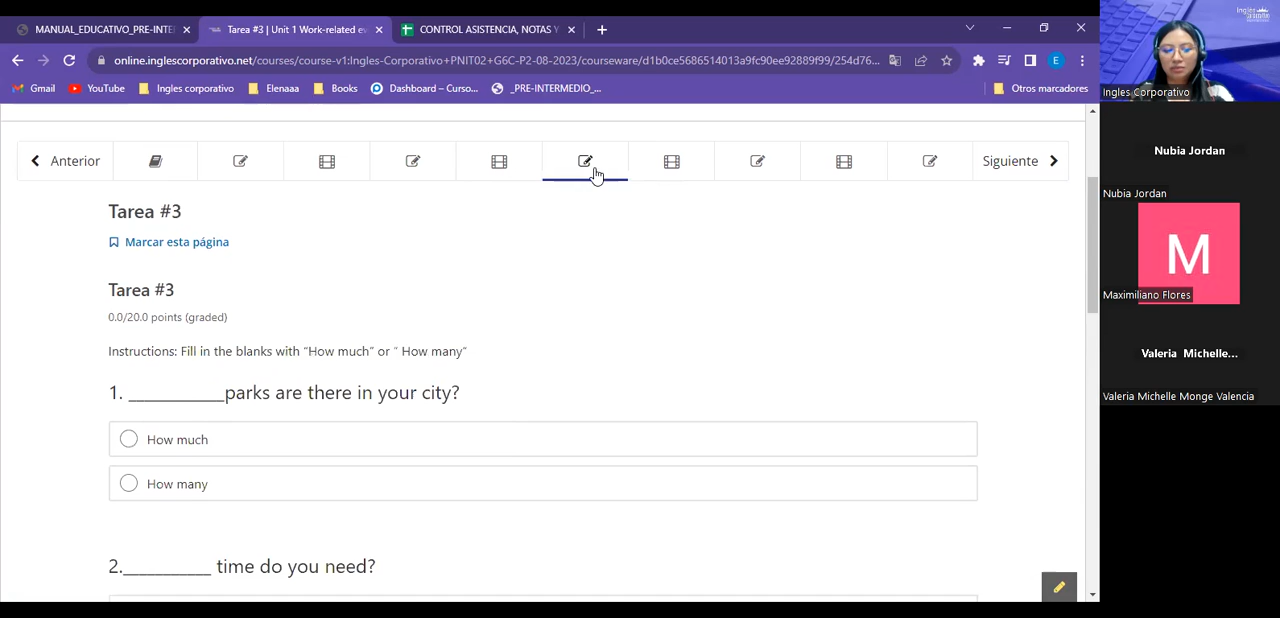 MANUAL_EDUCATIVO_PRE-INTE
Tarea #3 | Unit 1 Work-related ev
CONTROL ASISTENCIA, NOTAS Y
online.inglescorporativo.net/courses/course-v1:Ingles-Corporativo+PNIT02+G6C-P2-08-2023/courseware/d1b0ce5686514013a9fc90ee92889f99/254d76...
E
Gmail
YouTube
Ingles corporativo
Elenaaa
Books
Dashboard – Curso...
_PRE-INTERMEDIO_...
Otros marcadores
Anterior
Siguiente
Tarea #3
Marcar esta página
Tarea #3
0.0/20.0 points (graded)
Instructions: Fill in the blanks with “How much” or ” How many”
1. __________parks are there in your city?
How much
How many
2.__________ time do you need?
Ingles Corporativo
Nubia Jordan
Nubia Jordan
M
Maximiliano Flores
Valeria Michelle...
Valeria Michelle Monge Valencia